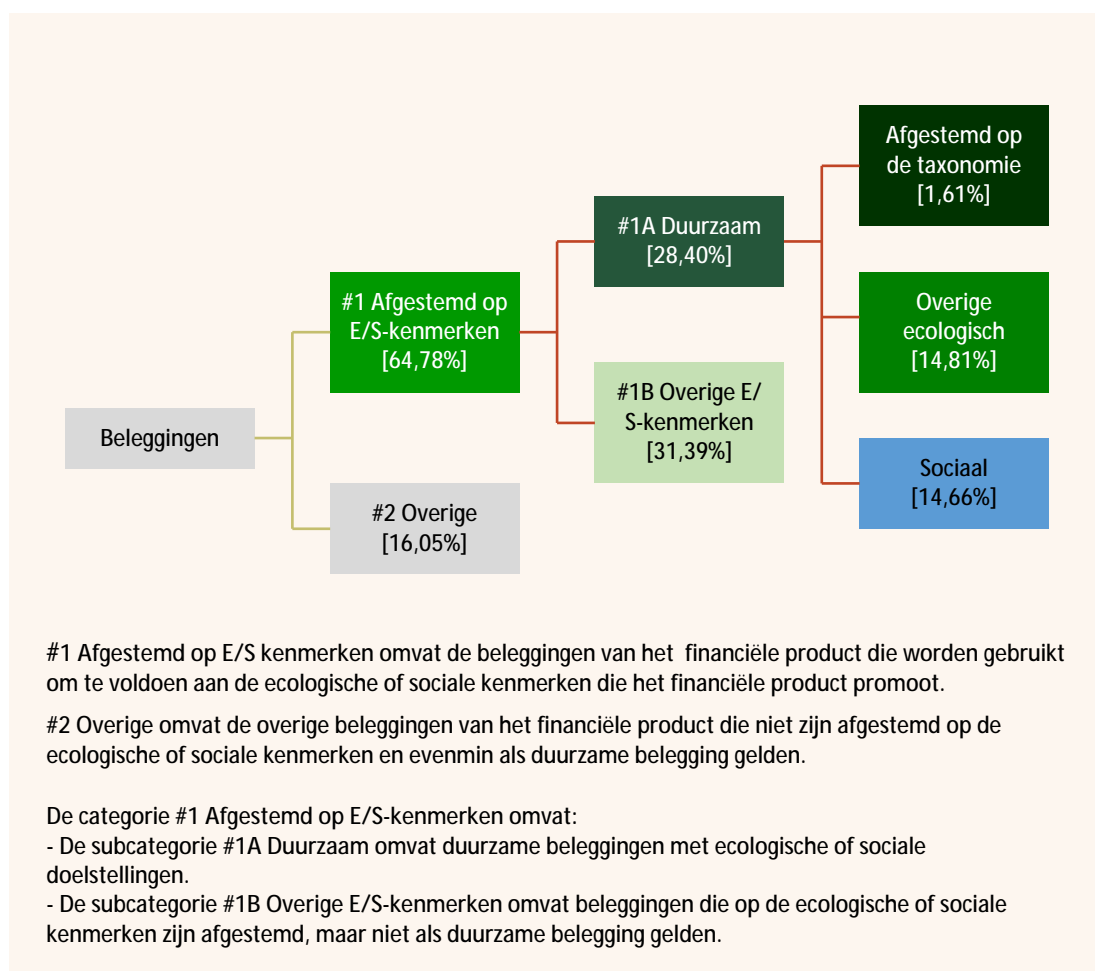 Afgestemd op
de taxonomie
[1,61%]
#1A Duurzaam
[28,40%]
#1 Afgestemd op
E/S-kenmerken
[64,78%]
Overige
ecologisch
[14,81%]
#1B Overige E/
S-kenmerken
[31,39%]
Beleggingen
Sociaal
[14,66%]
#2 Overige
[16,05%]
#1 Afgestemd op E/S kenmerken omvat de beleggingen van het financiële product die worden gebruikt
om te voldoen aan de ecologische of sociale kenmerken die het financiële product promoot.
#2 Overige omvat de overige beleggingen van het financiële product die niet zijn afgestemd op de
ecologische of sociale kenmerken en evenmin als duurzame belegging gelden.
De categorie #1 Afgestemd op E/S-kenmerken omvat:
- De subcategorie #1A Duurzaam omvat duurzame beleggingen met ecologische of sociale
doelstellingen.
- De subcategorie #1B Overige E/S-kenmerken omvat beleggingen die op de ecologische of sociale
kenmerken zijn afgestemd, maar niet als duurzame belegging gelden.